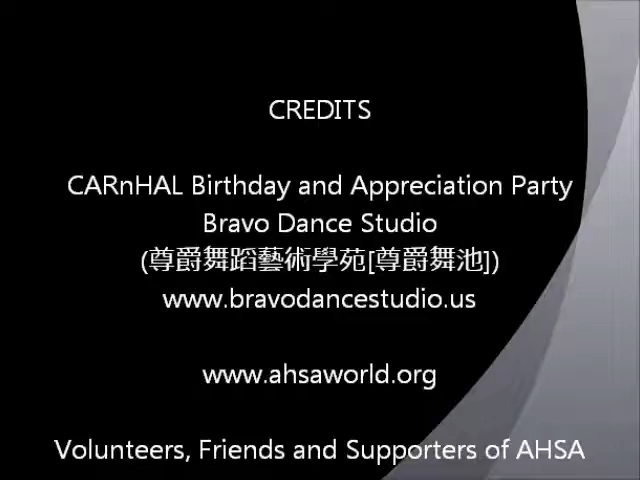 CREDITS
CARnHAL Birthday and Appreciation Party
Bravo Dance Studio
(尊爵舞蹈藝術學苑[尊爵舞池])
www.bravodancestudio.us
www.ahsaworld.org
Volunteers, Friends and Supporters of AHSA